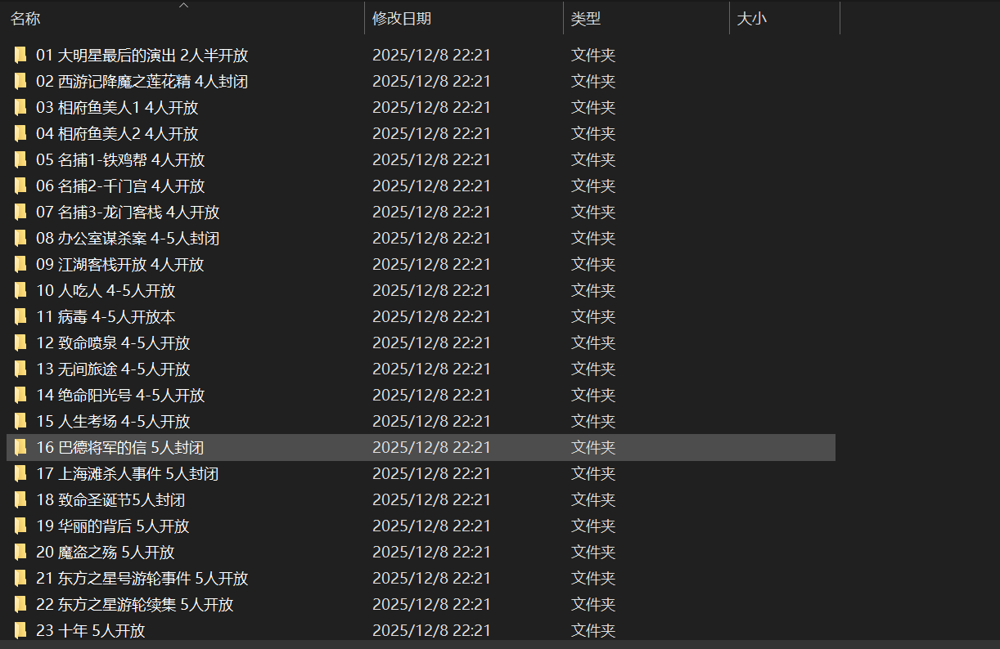 名称 修改日期 类型 大小
01 大明星最后的演出 2人半开放 2025/12/8 22:21 文件夹
02 西游记降魔之莲花精 4人封闭 2025/12/8 22:21 文件夹
03 相府鱼美人1 4人开放 2025/12/8 22:21 文件夹
04 相府鱼美人2 4人开放 2025/12/8 22:21 文件夹
05 名捕1-铁鸡帮 4人开放 2025/12/8 22:21 文件夹
06 名捕2-千门宫 4人开放 2025/12/8 22:21 文件夹
07 名捕3-龙门客栈 4人开放 2025/12/8 22:21 文件夹
08 办公室谋杀案 4-5人封闭 2025/12/8 22:21 文件夹
09 江湖客栈开放 4人开放 2025/12/8 22:21 文件夹
10 人吃人 4-5人开放 2025/12/8 22:21 文件夹
11 病毒 4-5人开放本 2025/12/8 22:21 文件夹
12 致命喷泉 4-5人开放 2025/12/8 22:21 文件夹
13 无间旅途 4-5人开放 2025/12/8 22:21 文件夹
14 绝命阳光号 4-5人开放 2025/12/8 22:21 文件夹
15 人生考场 4-5人开放 2025/12/8 22:21 文件夹
16 巴德将军的信 5人封闭 2025/12/8 22:21 文件夹
17 上海滩杀人事件 5人封闭 2025/12/8 22:21 文件夹
18 致命圣诞节5人封闭 2025/12/8 22:21 文件夹
19 华丽的背后 5人开放 2025/12/8 22:21 文件夹
20 魔盗之殇 5人开放 2025/12/8 22:21 文件夹
21 东方之星号游轮事件 5人开放 2025/12/8 22:21 文件夹
22 东方之星游轮续集 5人开放 2025/12/8 22:21 文件夹
23 十年 5人开放 2025/12/8 22:21 文件夹